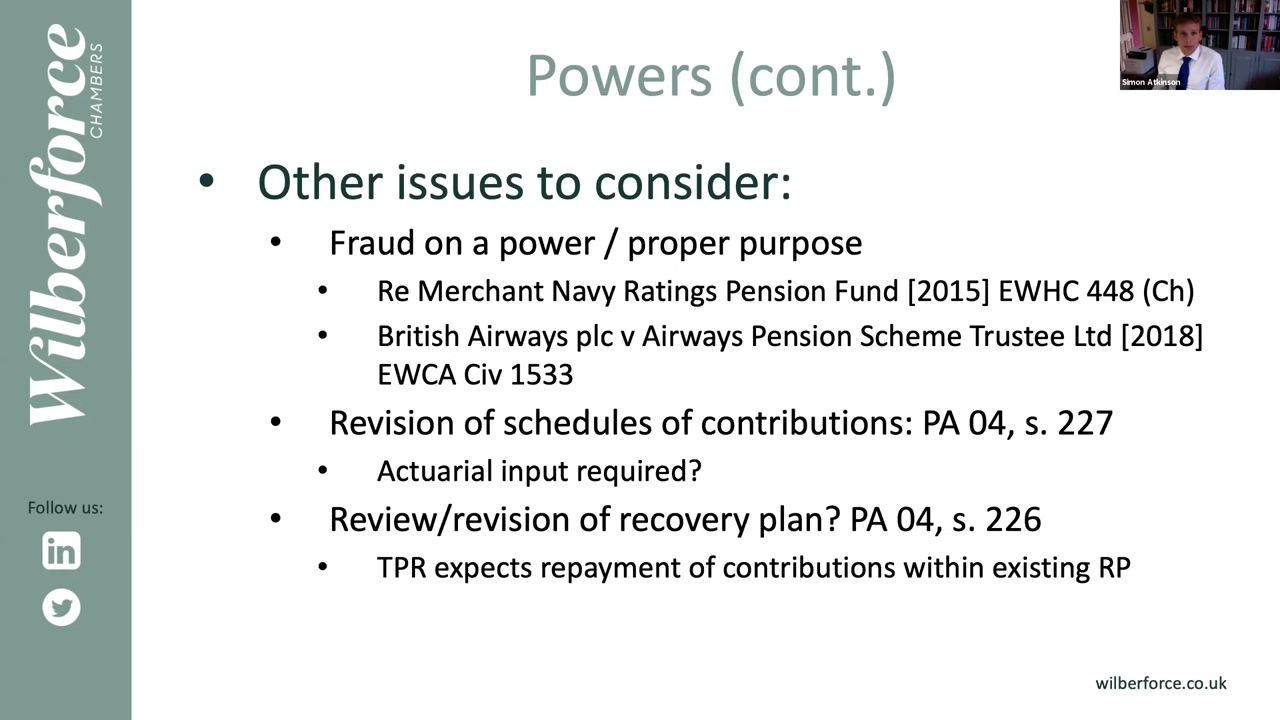 Wilberforce
CHAMBERS
Follow us:
in
Powers (cont.)
Simon Atkinson
• Other issues to consider:
• Fraud on a power / proper purpose
• Re Merchant Navy Ratings Pension Fund [2015] EWHC 448 (Ch)
• British Airways plc v Airways Pension Scheme Trustee Ltd [2018]
EWCA Civ 1533
• Revision of schedules of contributions: PA 04, s. 227
• Actuarial input required?
• Review/revision of recovery plan? PA 04, s. 226
• TPR expects repayment of contributions within existing RP
wilberforce.co.uk